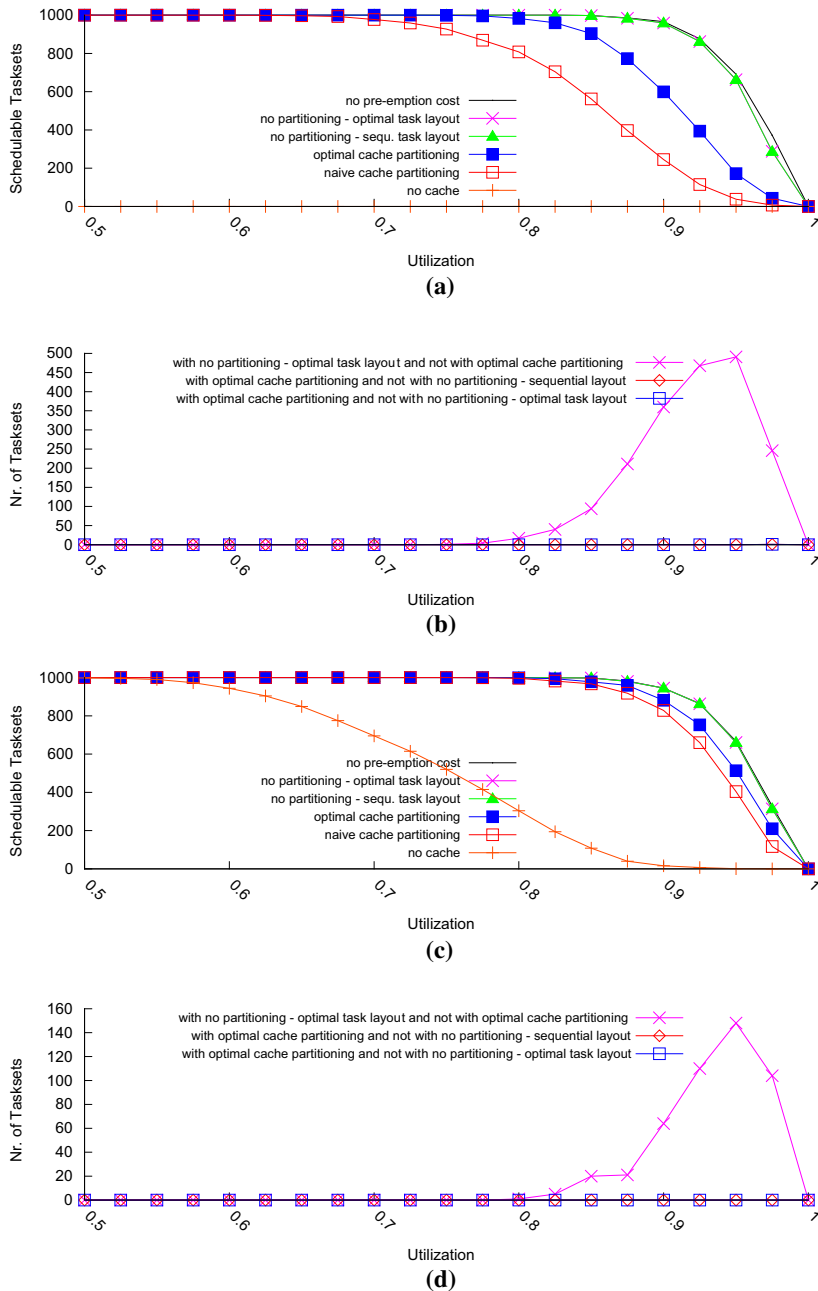 1000
800
600
400
200
0
Schedulable Tasksets
no pre-emption cost
no partitioning - optimal task layout
no partitioning - sequ. task layout
optimal cache partitioning
naive cache partitioning
no cache
0.5
0.6
0.7
0.8
0.9
1
Utilization
(a)
500
450
400
350
300
250
200
150
100
50
0
Nr. of Tasksets
with no partitioning - optimal task layout and not with optimal cache partitioning
with optimal cache partitioning and not with no partitioning - sequential layout
with optimal cache partitioning and not with no partitioning - optimal task layout
0.5
0.6
0.7
0.8
0.9
1
Utilization
(b)
1000
800
600
400
200
0
Schedulable Tasksets
no pre-emption cost
no partitioning - optimal task layout
no partitioning - sequ. task layout
optimal cache partitioning
naive cache partitioning
no cache
0.5
0.6
0.7
0.8
0.9
1
Utilization
(c)
160
140
120
100
80
60
40
20
0
Nr. of Tasksets
with no partitioning - optimal task layout and not with optimal cache partitioning
with optimal cache partitioning and not with no partitioning - sequential layout
with optimal cache partitioning and not with no partitioning - optimal task layout
0.5
0.6
0.7
0.8
0.9
1
Utilization
(d)